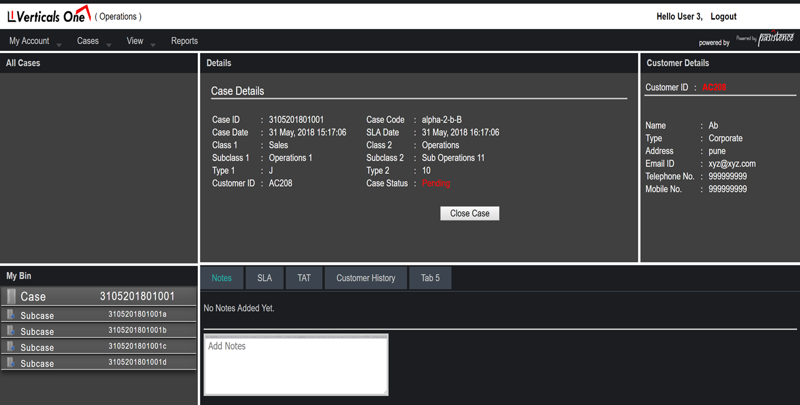 Verticals One ( Operations )
Hello User 3, Logout
My Account Cases View Reports
powered by Powered by
All Cases
Details
Customer Details
Case Details
Case ID : 3105201801001 Case Code : alpha-2-b-B
Case Date : 31 May, 2018 15:17:06 SLA Date : 31 May, 2018 16:17:06
Class 1 : Sales Class 2 : Operations
Subclass 1 : Operations 1 Subclass 2 : Sub Operations 11
Type 1 : J Type 2 : 10
Customer ID : AC208 Case Status : Pending
Close Case
Customer ID : AC208
Name : Ab
Type : Corporate
Address : pune
Email ID : xyz@xyz.com
Telephone No. : 999999999
Mobile No. : 999999999
My Bin
Case 3105201801001
Subcase 3105201801001a
Subcase 3105201801001b
Subcase 3105201801001c
Subcase 3105201801001d
Notes SLA TAT Customer History Tab 5
No Notes Added Yet.
Add Notes